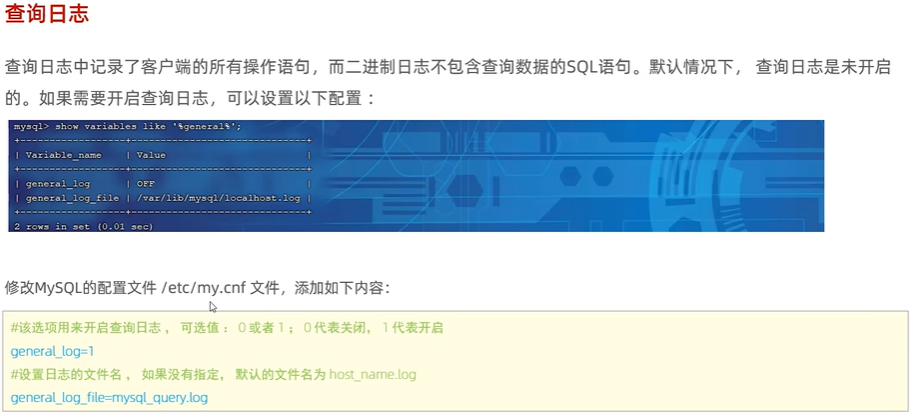 查询日志
查询日志中记录了客户端的所有操作语句，而二进制日志不包含查询数据的SQL语句。默认情况下， 查询日志是未开启
的。如果需要开启查询日志，可以设置以下配置 ：
mysql> show variables like '%general%';
+------------------+------------------------------+
| Variable_name    | Value                        |
+------------------+------------------------------+
| general_log      | OFF                          |
| general_log_file | /var/lib/mysql/localhost.log |
+------------------+------------------------------+
2 rows in set (0.01 sec)
修改MySQL的配置文件 /etc/my.cnf 文件，添加如下内容：
#该选项用来开启查询日志 ， 可选值 ： 0 或者 1 ； 0 代表关闭， 1 代表开启
general_log=1
#设置日志的文件名 ， 如果没有指定， 默认的文件名为 host_name.log
general_log_file=mysql_query.log